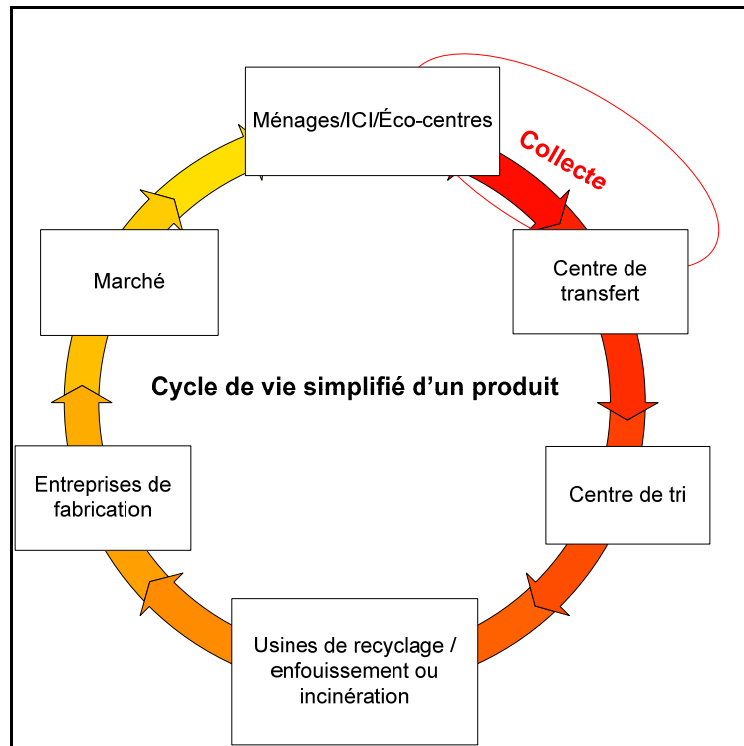 Ménages/ICI/Éco-centres
Collecte
Centre de
transfert
Marché
Cycle de vie simplifié d’un produit
Entreprises de
fabrication
Centre de tri
Usines de recyclage /
enfouissement ou
incinération